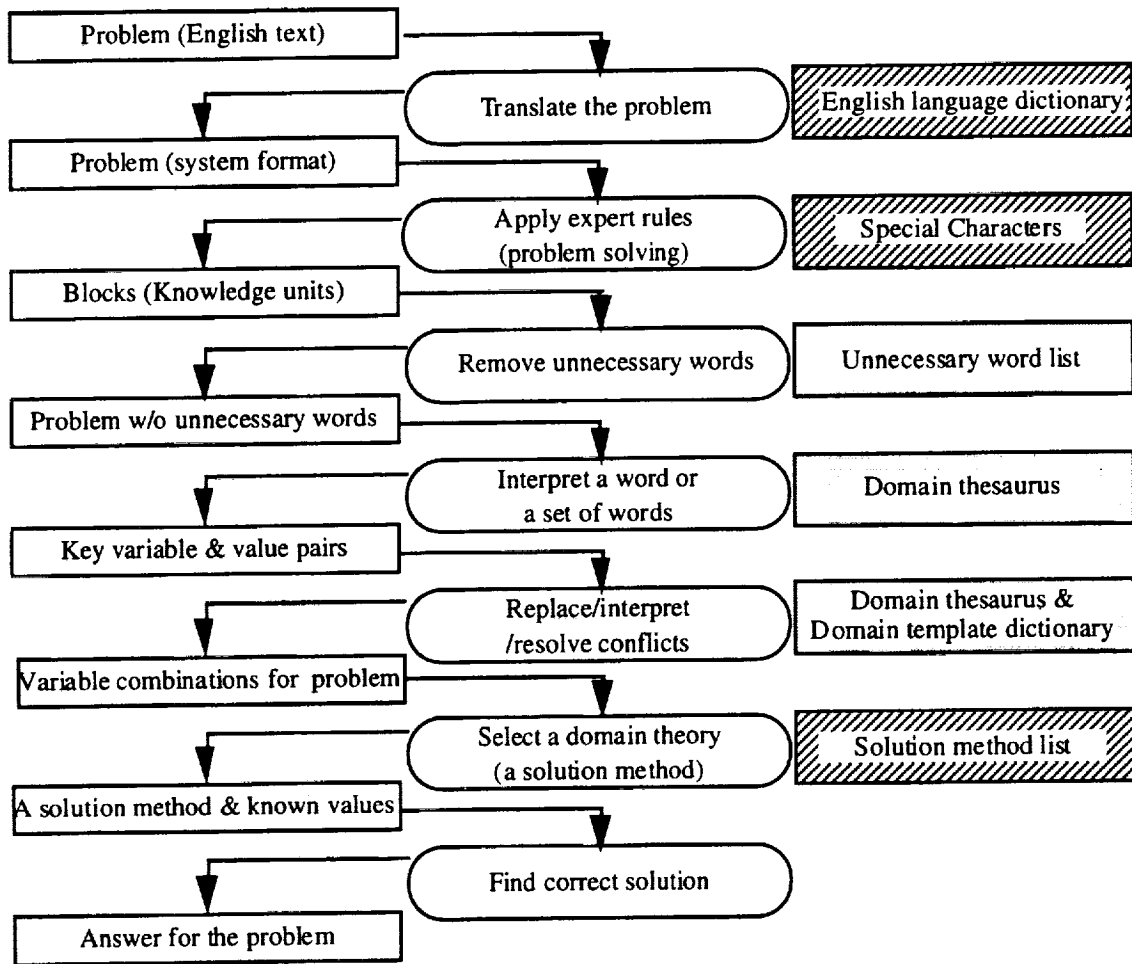 Problem (English text)
Translate the problem
English language dictionary
Problem (system format)
Apply expert rules
(problem solving)
Special Characters
Blocks (Knowledge units)
Remove unnecessary words
Unnecessary word list
Problem w/o unnecessary words
Interpret a word or
a set of words
Domain thesaurus
Key variable & value pairs
Replace/interpret
/resolve conflicts
Domain thesaurus &
Domain template dictionary
Variable combinations for problem
Select a domain theory
(a solution method)
Solution method list
A solution method & known values
Find correct solution
Answer for the problem